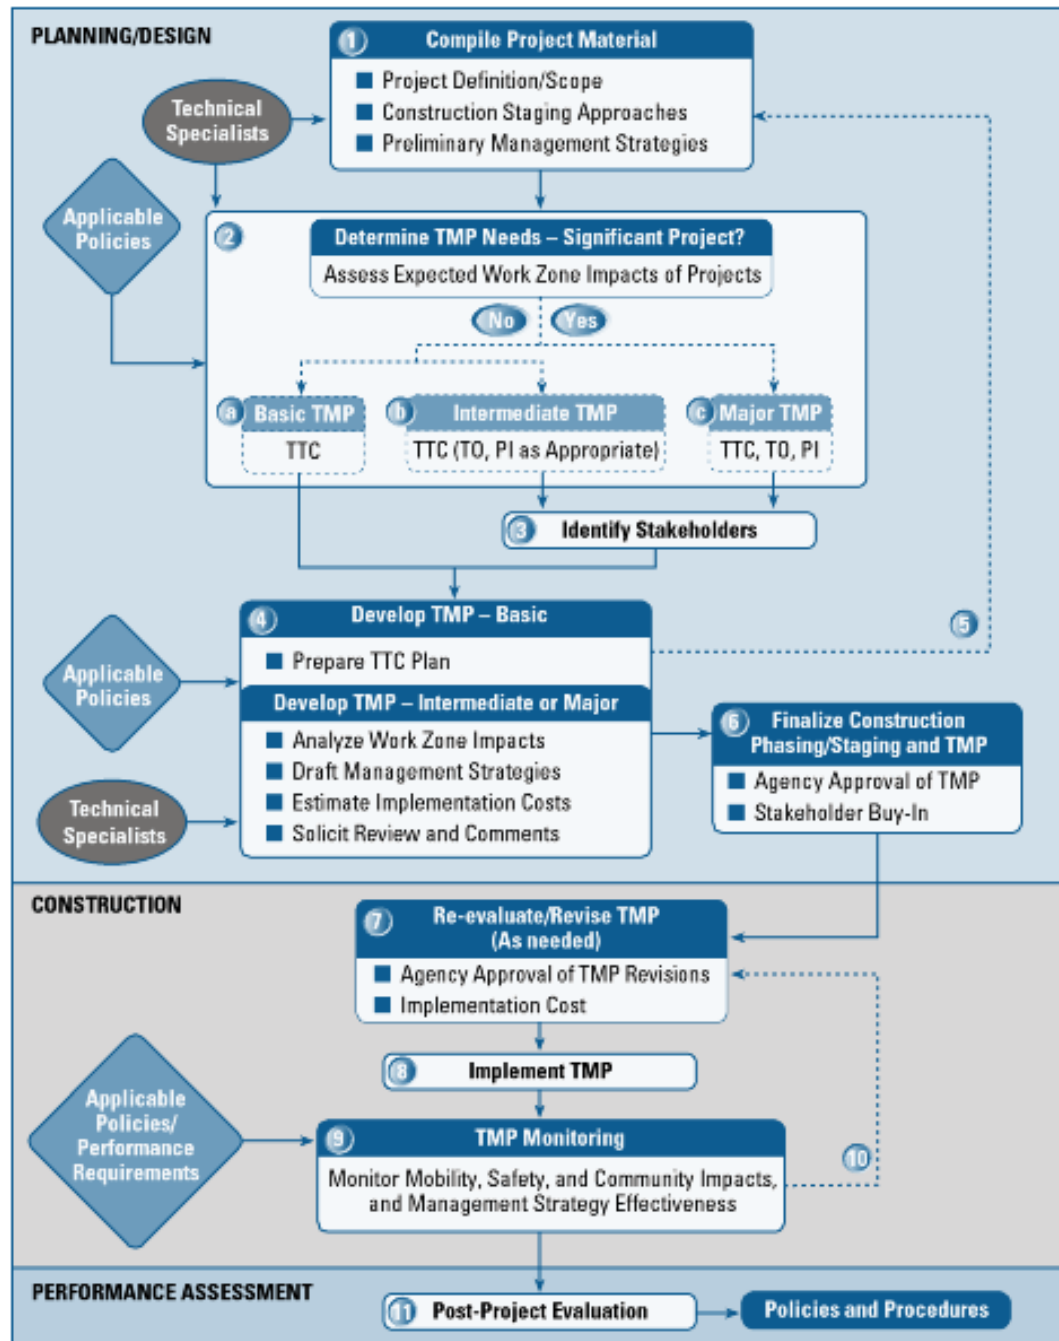 PLANNING/DESIGN
1 Compile Project Material
Project Definition/Scope
Construction Staging Approaches
Preliminary Management Strategies
Technical
Specialists
Applicable
Policies
2 Determine TMP Needs – Significant Project?
Assess Expected Work Zone Impacts of Projects
No Yes
a Basic TMP
TTC
b Intermediate TMP
TTC (TO, PI as Appropriate)
c Major TMP
TTC, TO, PI
3 Identify Stakeholders
4 Develop TMP – Basic
Prepare TTC Plan
5
Applicable
Policies
Develop TMP – Intermediate or Major
Analyze Work Zone Impacts
Draft Management Strategies
Estimate Implementation Costs
Solicit Review and Comments
Technical
Specialists
6 Finalize Construction
Phasing/Staging and TMP
Agency Approval of TMP
Stakeholder Buy-In
CONSTRUCTION
7 Re-evaluate/Revise TMP
(As needed)
Agency Approval of TMP Revisions
Implementation Cost
8 Implement TMP
Applicable
Policies/
Performance
Requirements
9 TMP Monitoring
Monitor Mobility, Safety, and Community Impacts,
and Management Strategy Effectiveness
10
PERFORMANCE ASSESSMENT
11 Post-Project Evaluation
Policies and Procedures